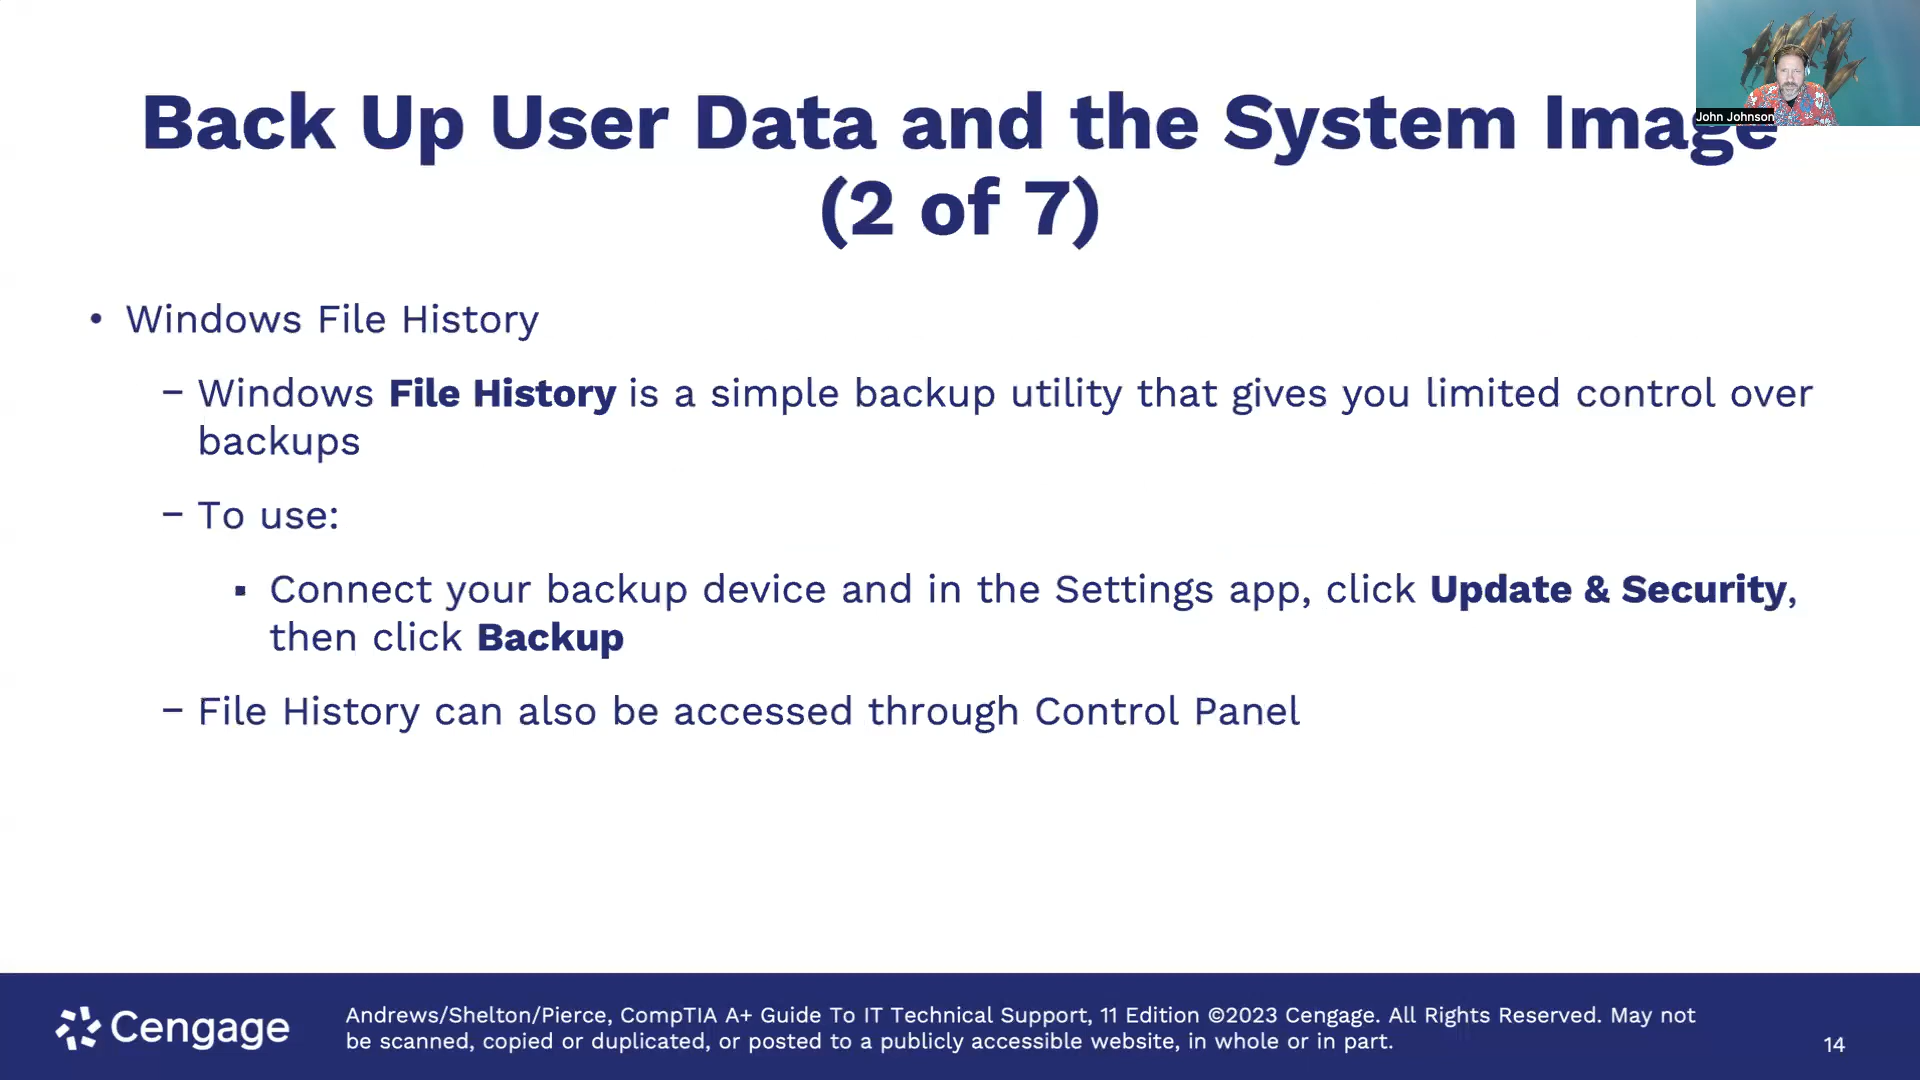 Back Up User Data and the System Image
(2 of 7)
John Johnson
• Windows File History
– Windows File History is a simple backup utility that gives you limited control over
backups
– To use:
▪ Connect your backup device and in the Settings app, click Update & Security,
then click Backup
– File History can also be accessed through Control Panel
Cengage
Andrews/Shelton/Pierce, CompTIA A+ Guide To IT Technical Support, 11 Edition ©2023 Cengage. All Rights Reserved. May not
be scanned, copied or duplicated, or posted to a publicly accessible website, in whole or in part.
14